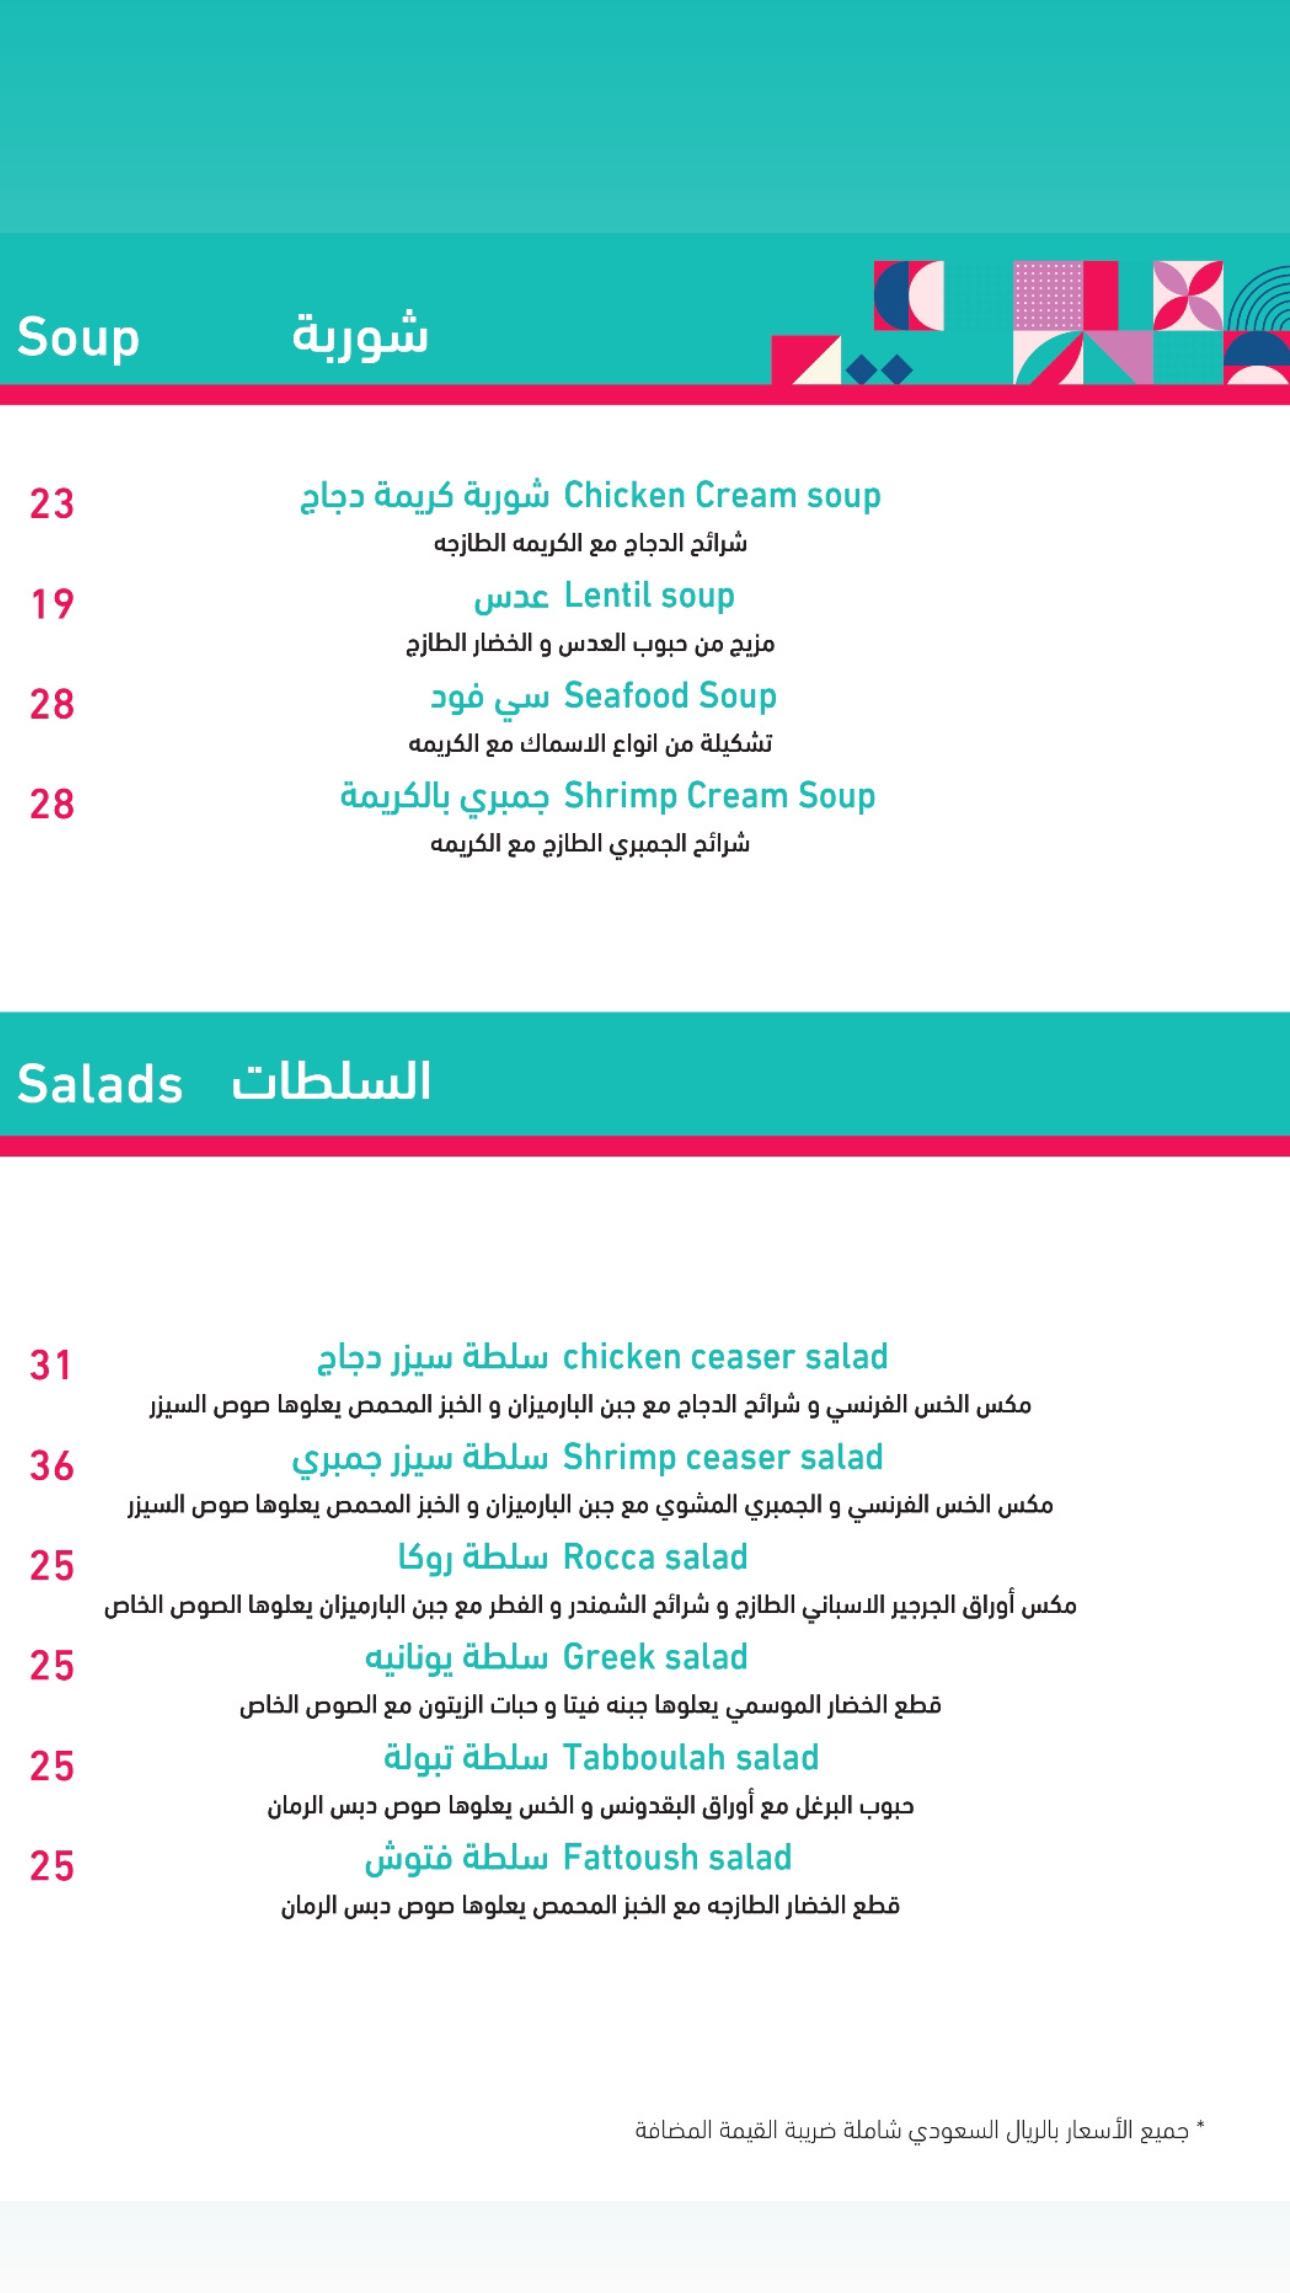 Soup شوربة
23 شوربة كريمة دجاج Chicken Cream soup
شرائح الدجاج مع الكريمه الطازجه
19 عدس Lentil soup
مزيج من حبوب العدس و الخضار الطازج
28 سي فود Seafood Soup
تشكيلة من انواع الاسماك مع الكريمه
28 جمبري بالكريمة Shrimp Cream Soup
شرائح الجمبري الطازج مع الكريمه
Salads السلطات
31 سلطة سيزر دجاج chicken ceaser salad
مكس الخس الفرنسي و شرائح الدجاج مع جبن البارميزان و الخبز المحمص يعلوها صوص السيزر
36 سلطة سيزر جمبري Shrimp ceaser salad
مكس الخس الفرنسي و الجمبري المشوي مع جبن البارميزان و الخبز المحمص يعلوها صوص السيزر
25 سلطة روكا Rocca salad
مكس أوراق الجرجير الاسباني الطازج و شرائح الشمندر و الفطر مع جبن البارميزان يعلوها الصوص الخاص
25 سلطة يونانيه Greek salad
قطع الخضار الموسمي يعلوها جبنه فيتا و حبات الزيتون مع الصوص الخاص
25 سلطة تبولة Tabboulah salad
حبوب البرغل مع أوراق البقدونس و الخس يعلوها صوص دبس الرمان
25 سلطة فتوش Fattoush salad
قطع الخضار الطازجه مع الخبز المحمص يعلوها صوص دبس الرمان
* جميع الأسعار بالريال السعودي شاملة ضريبة القيمة المضافة